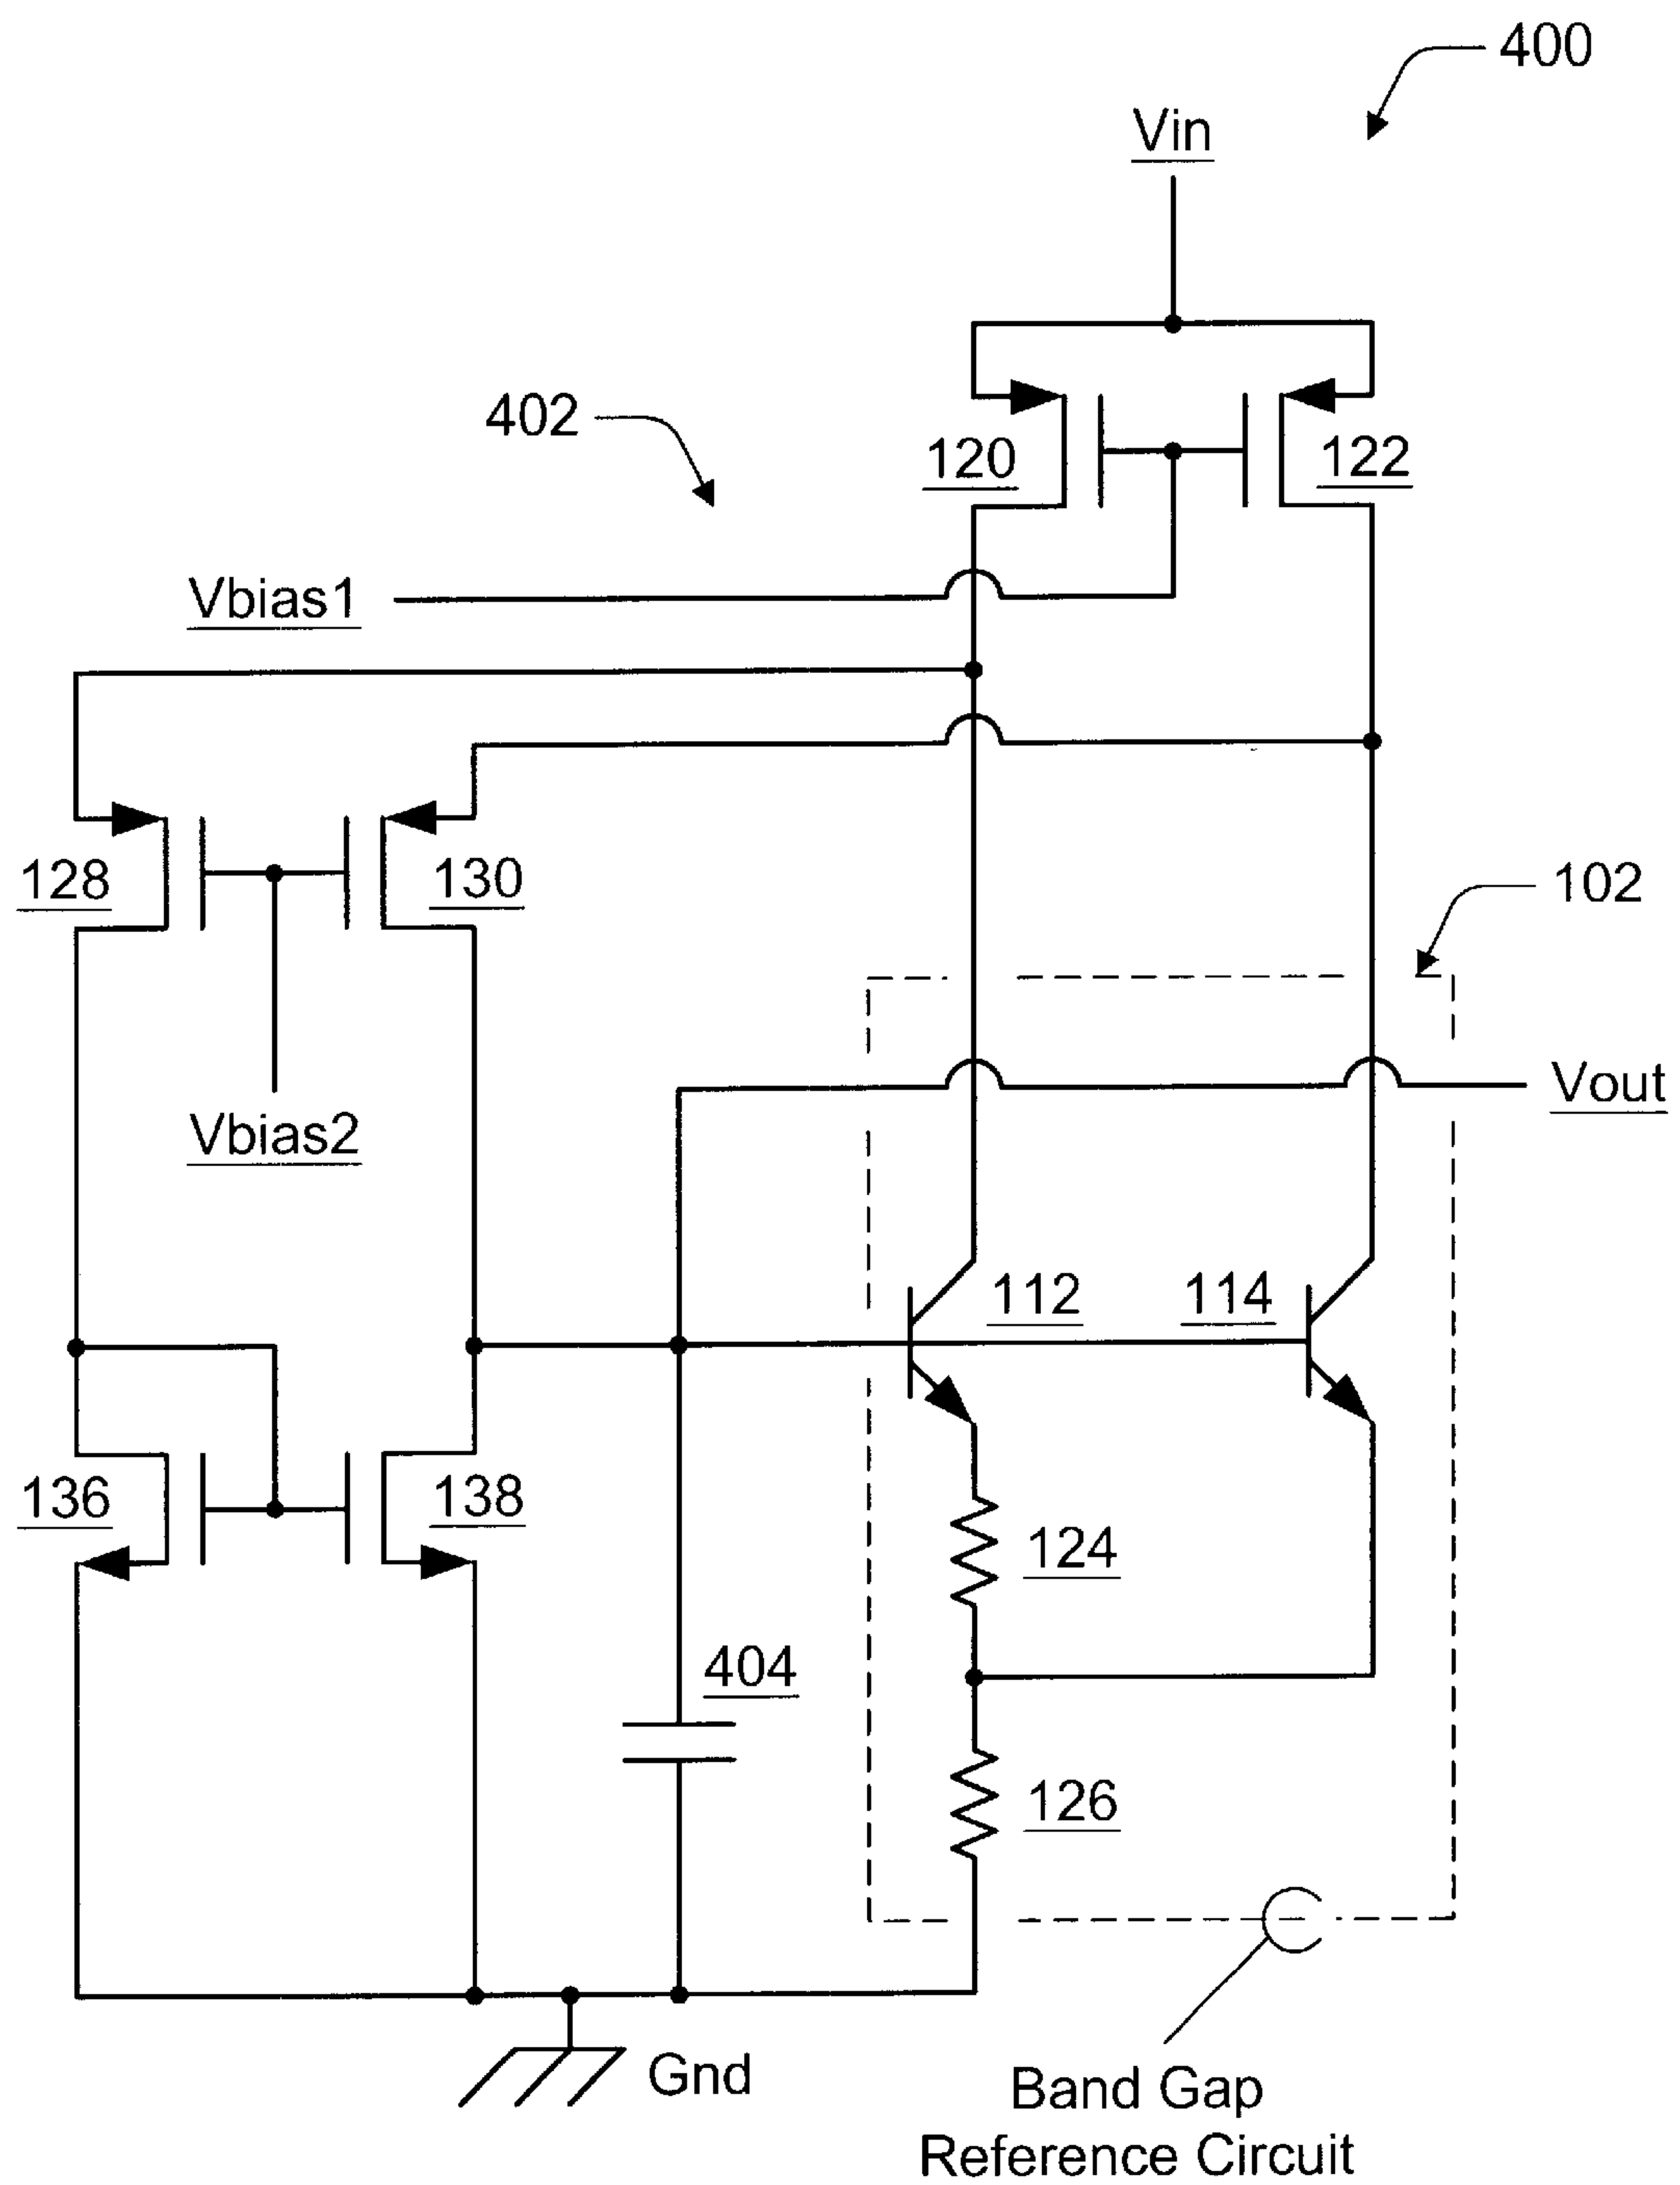 400
Vin
402
120
122
Vbias1
128
130
102
Vout
Vbias2
112
114
136
138
124
404
126
Gnd
Band Gap
Reference Circuit